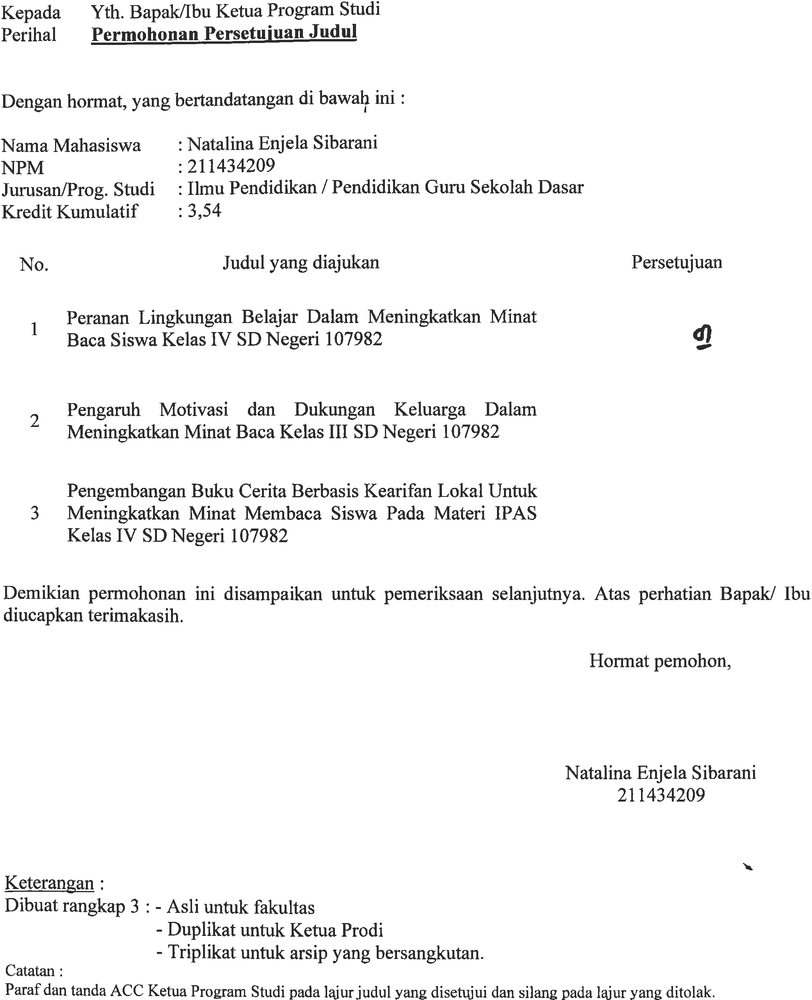 Kepada Yth. Bapak/Ibu Ketua Program Studi
Perihal Permohonan Persetujuan Judul
Dengan hormat, yang bertandatangan di bawah ini :
Nama Mahasiswa : Natalina Enjela Sibarani
NPM : 211434209
Jurusan/Prog. Studi : Ilmu Pendidikan / Pendidikan Guru Sekolah Dasar
Kredit Kumulatif : 3,54
No. Judul yang diajukan Persetujuan
1 Peranan Lingkungan Belajar Dalam Meningkatkan Minat
Baca Siswa Kelas IV SD Negeri 107982
2 Pengaruh Motivasi dan Dukungan Keluarga Dalam
Meningkatkan Minat Baca Kelas III SD Negeri 107982
Pengembangan Buku Cerita Berbasis Kearifan Lokal Untuk
3 Meningkatkan Minat Membaca Siswa Pada Materi IPAS
Kelas IV SD Negeri 107982
Demikian permohonan ini disampaikan untuk pemeriksaan selanjutnya. Atas perhatian Bapak/ Ibu
diucapkan terimakasih.
Hormat pemohon,
Natalina Enjela Sibarani
211434209
Keterangan :
Dibuat rangkap 3 : - Asli untuk fakultas
- Duplikat untuk Ketua Prodi
- Triplikat untuk arsip yang bersangkutan.
Catatan :
Paraf dan tanda ACC Ketua Program Studi pada lajur judul yang disetujui dan silang pada lajur yang ditolak.